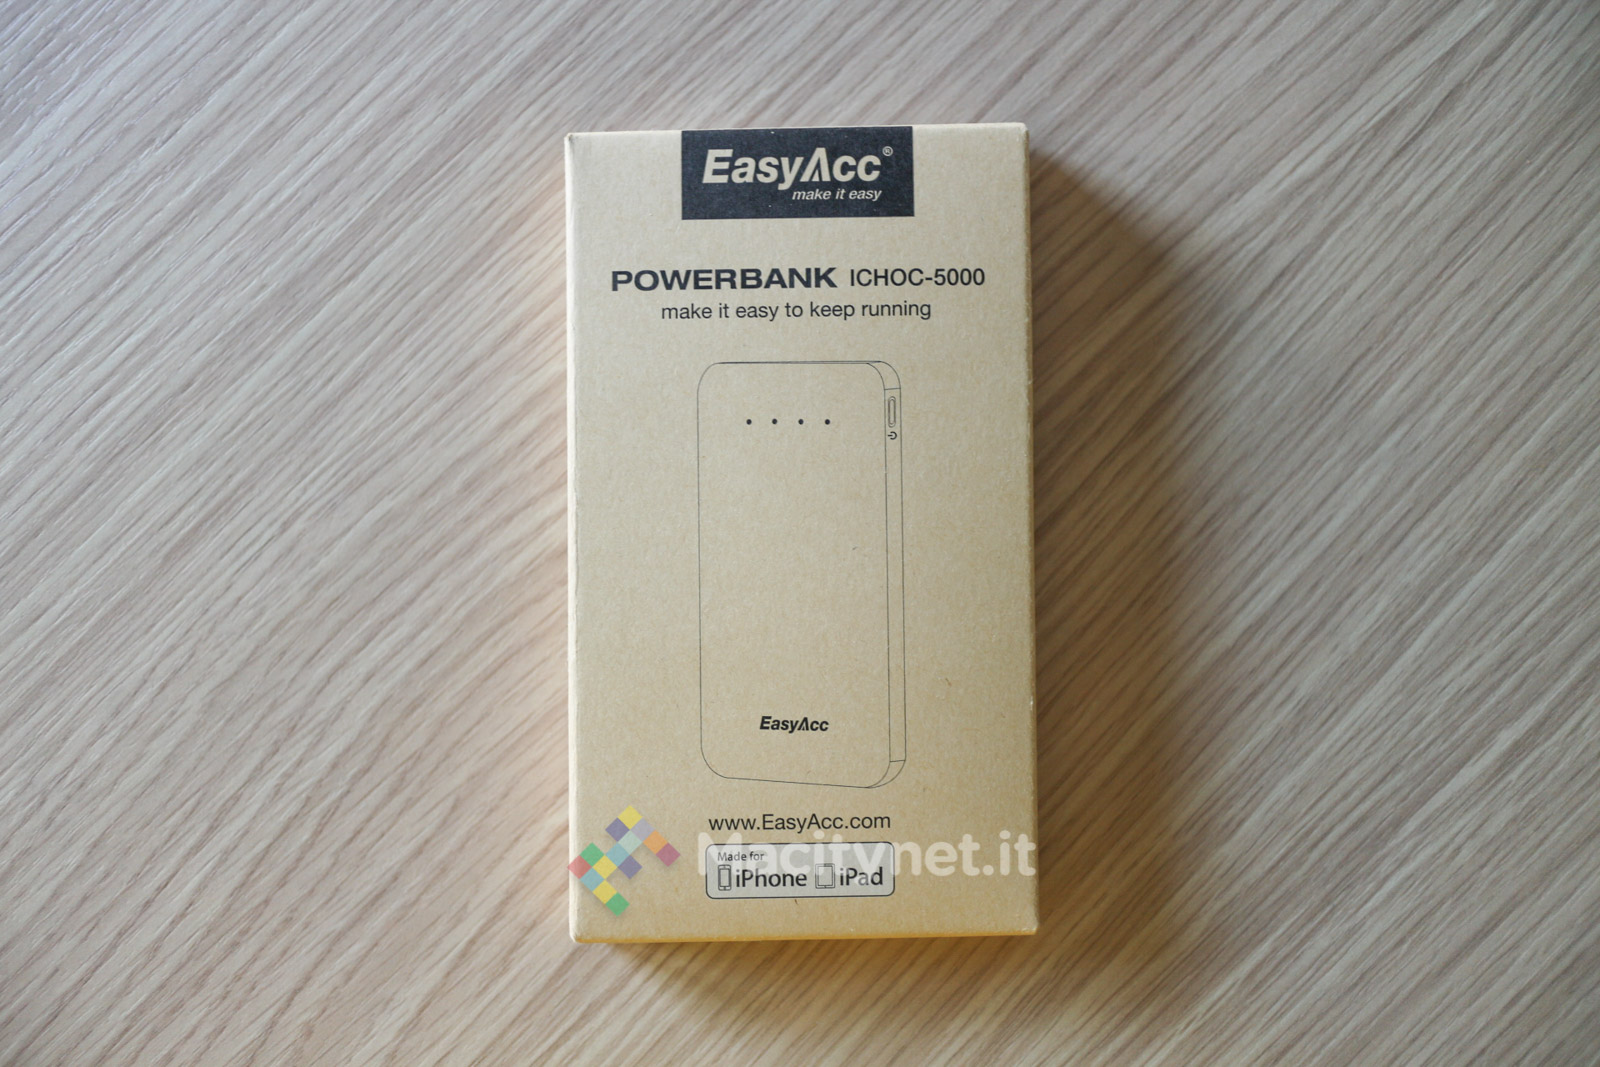 EasyAcc®
make it easy
POWERBANK ICHOC-5000
make it easy to keep running
EasyAcc
www.EasyAcc.com
Macitynet.it
Made for
iPhone iPad